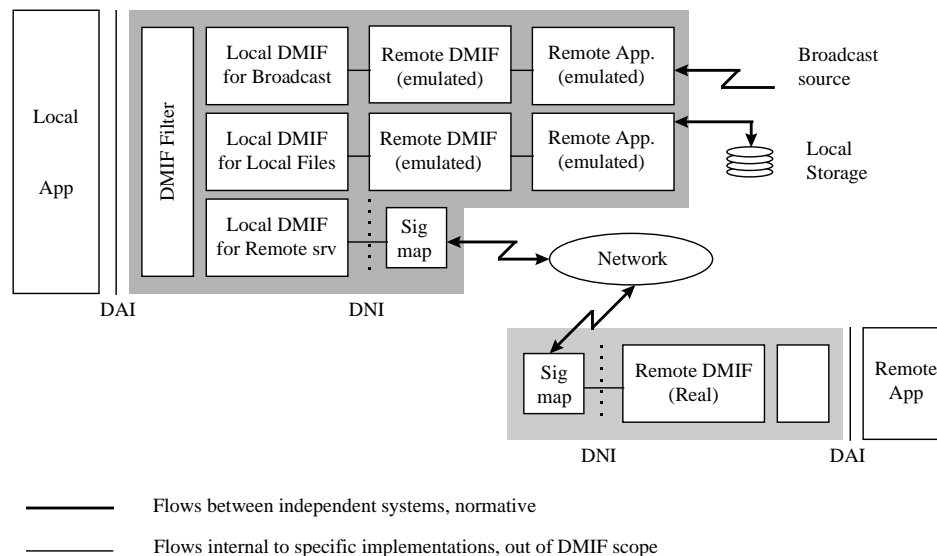 Local
App
DMIF Filter
Local DMIF
for Broadcast
Remote DMIF
(emulated)
Remote App.
(emulated)
Broadcast
source
Local DMIF
for Local Files
Remote DMIF
(emulated)
Remote App.
(emulated)
Local
Storage
Local DMIF
for Remote srv
Sig
map
Network
DAI
DNI
Sig
map
Remote DMIF
(Real)
Remote
App
DNI
DAI
Flows between independent systems, normative
Flows internal to specific implementations, out of DMIF scope